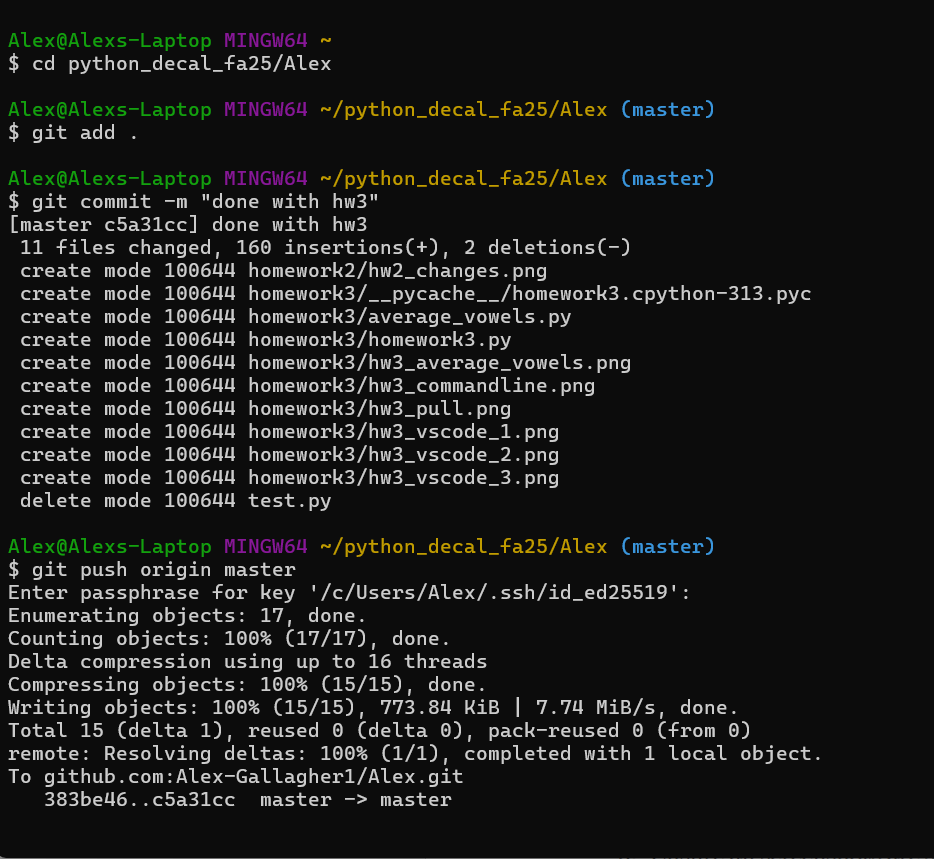 Alex@Alexs-Laptop MINGW64 ~
$ cd python_decal_fa25/Alex
Alex@Alexs-Laptop MINGW64 ~/python_decal_fa25/Alex (master)
$ git add .
Alex@Alexs-Laptop MINGW64 ~/python_decal_fa25/Alex (master)
$ git commit -m "done with hw3"
[master c5a31cc] done with hw3
 11 files changed, 160 insertions(+), 2 deletions(-)
 create mode 100644 homework2/hw2_changes.png
 create mode 100644 homework3/__pycache__/homework3.cpython-313.pyc
 create mode 100644 homework3/average_vowels.py
 create mode 100644 homework3/homework3.py
 create mode 100644 homework3/hw3_average_vowels.png
 create mode 100644 homework3/hw3_commandline.png
 create mode 100644 homework3/hw3_pull.png
 create mode 100644 homework3/hw3_vscode_1.png
 create mode 100644 homework3/hw3_vscode_2.png
 create mode 100644 homework3/hw3_vscode_3.png
 delete mode 100644 test.py
Alex@Alexs-Laptop MINGW64 ~/python_decal_fa25/Alex (master)
$ git push origin master
Enter passphrase for key '/c/Users/Alex/.ssh/id_ed25519':
Enumerating objects: 17, done.
Counting objects: 100% (17/17), done.
Delta compression using up to 16 threads
Compressing objects: 100% (15/15), done.
Writing objects: 100% (15/15), 773.84 KiB | 7.74 MiB/s, done.
Total 15 (delta 1), reused 0 (delta 0), pack-reused 0 (from 0)
remote: Resolving deltas: 100% (1/1), completed with 1 local object.
To github.com:Alex-Gallagher1/Alex.git
   383be46..c5a31cc  master -> master